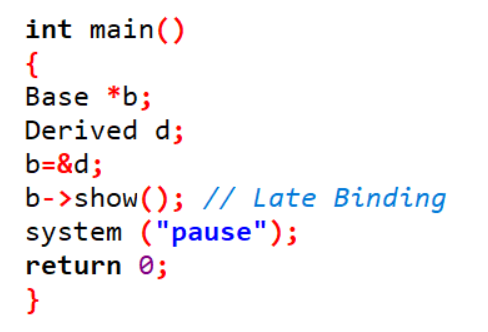 int main()
{
Base *b;
Derived d;
b=&d;
b->show(); // Late Binding
system ("pause");
return 0;
}